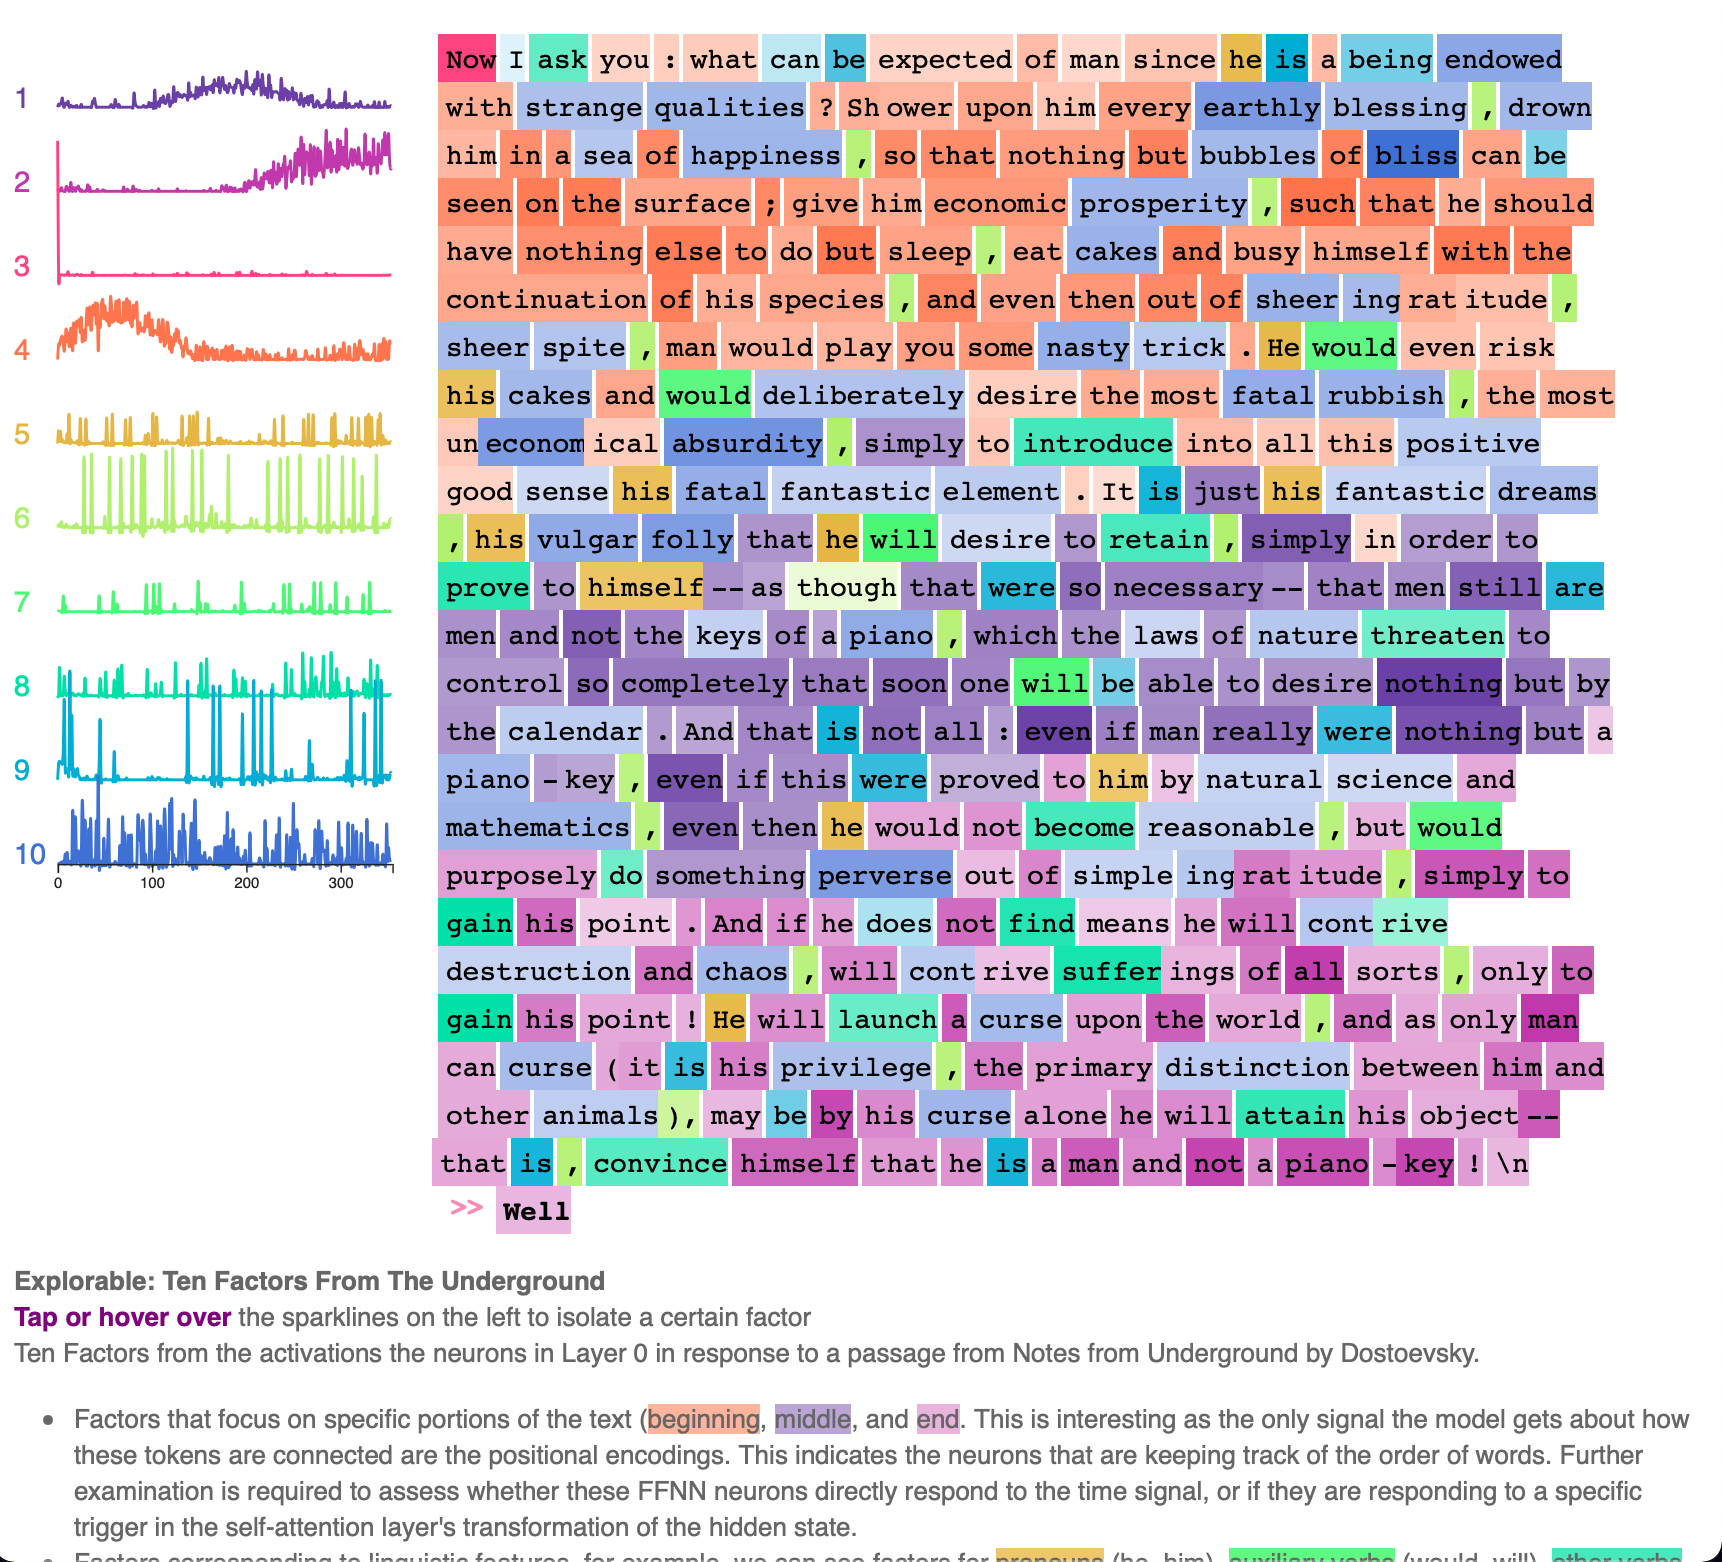 1
2
3
4
5
6
7
8
9
10
0 100 200 300
Now I ask you : what can be expected of man since he is a being endowed
with strange qualities ? Sh ower upon him every earthly blessing , drown
him in a sea of happiness , so that nothing but bubbles of bliss can be
seen on the surface ; give him economic prosperity , such that he should
have nothing else to do but sleep , eat cakes and busy himself with the
continuation of his species , and even then out of sheer ing rat itude ,
sheer spite , man would play you some nasty trick . He would even risk
his cakes and would deliberately desire the most fatal rubbish , the most
un econom ical absurdity , simply to introduce into all this positive
good sense his fatal fantastic element . It is just his fantastic dreams
, his vulgar folly that he will desire to retain , simply in order to
prove to himself -- as though that were so necessary -- that men still are
men and not the keys of a piano , which the laws of nature threaten to
control so completely that soon one will be able to desire nothing but by
the calendar . And that is not all : even if man really were nothing but a
piano - key , even if this were proved to him by natural science and
mathematics , even then he would not become reasonable , but would
purposely do something perverse out of simple ing rat itude , simply to
gain his point . And if he does not find means he will cont rive
destruction and chaos , will cont rive suffer ings of all sorts , only to
gain his point ! He will launch a curse upon the world , and as only man
can curse ( it is his privilege , the primary distinction between him and
other animals ), may be by his curse alone he will attain his object --
that is , convince himself that he is a man and not a piano - key ! \n
>> Well
Explorable: Ten Factors From The Underground
Tap or hover over the sparklines on the left to isolate a certain factor
Ten Factors from the activations the neurons in Layer 0 in response to a passage from Notes from Underground by Dostoevsky.
• Factors that focus on specific portions of the text (beginning, middle, and end. This is interesting as the only signal the model gets about how
these tokens are connected are the positional encodings. This indicates the neurons that are keeping track of the order of words. Further
examination is required to assess whether these FFNN neurons directly respond to the time signal, or if they are responding to a specific
trigger in the self-attention layer's transformation of the hidden state.
• Factors corresponding to linguistic features, for example, we can see factors for pronouns (he, him), auxiliary verbs (would, will), other verbs